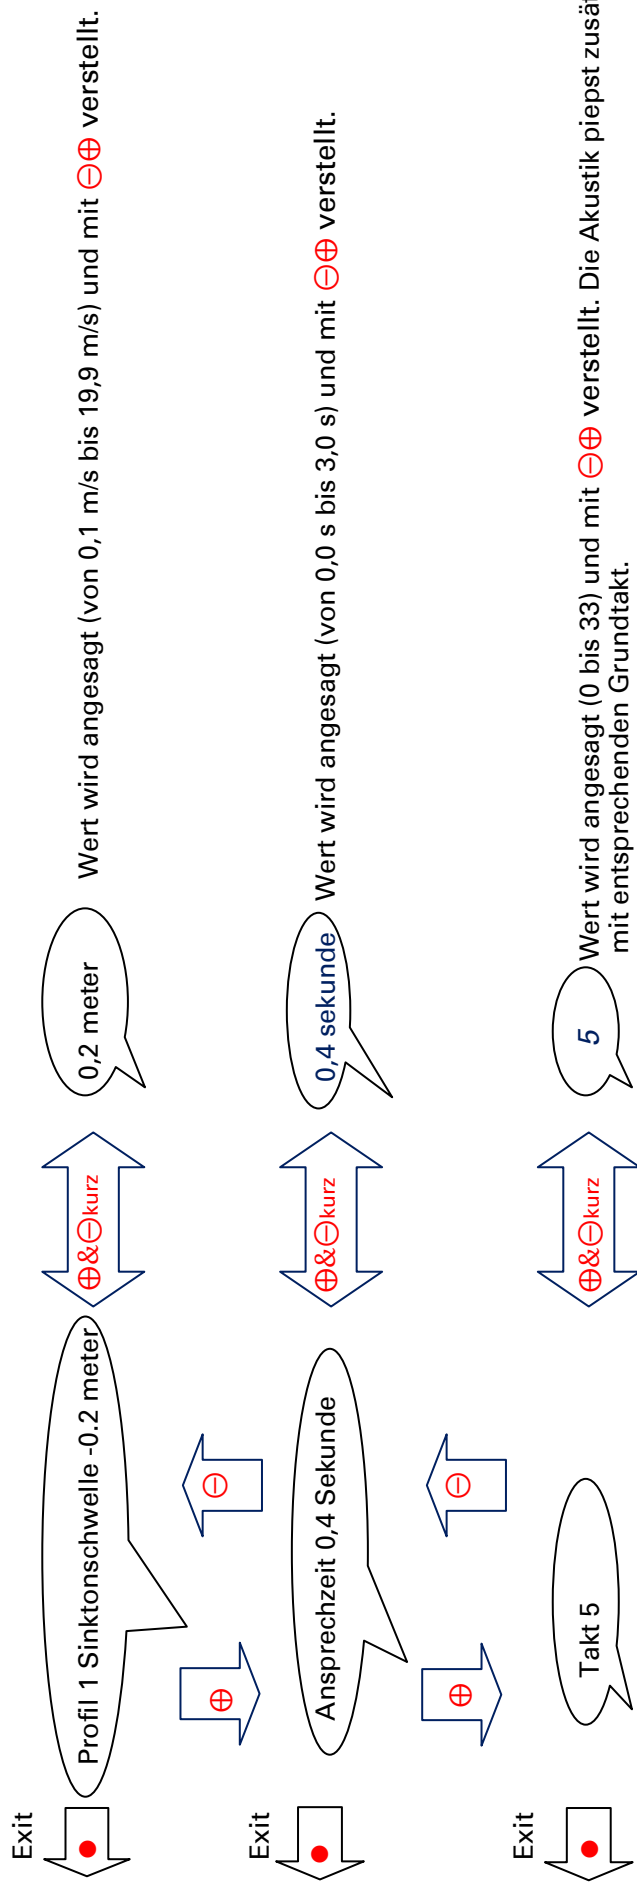 Exit
Profil 1 Sinktonschwelle -0.2 meter
⊕&⊖kurz
0,2 meter
Wert wird angesagt (von 0,1 m/s bis 19,9 m/s) und mit ⊖⊕ verstellt.
⊕
⊖
Exit
Ansprechzeit 0,4 Sekunde
⊕&⊖kurz
0,4 sekunde
Wert wird angesagt (von 0,0 s bis 3,0 s) und mit ⊖⊕ verstellt.
⊕
⊖
Exit
Takt 5
⊕&⊖kurz
5
Wert wird angesagt (0 bis 33) und mit ⊖⊕ verstellt. Die Akustik piepst
mit entsprechenden Grundtakt.